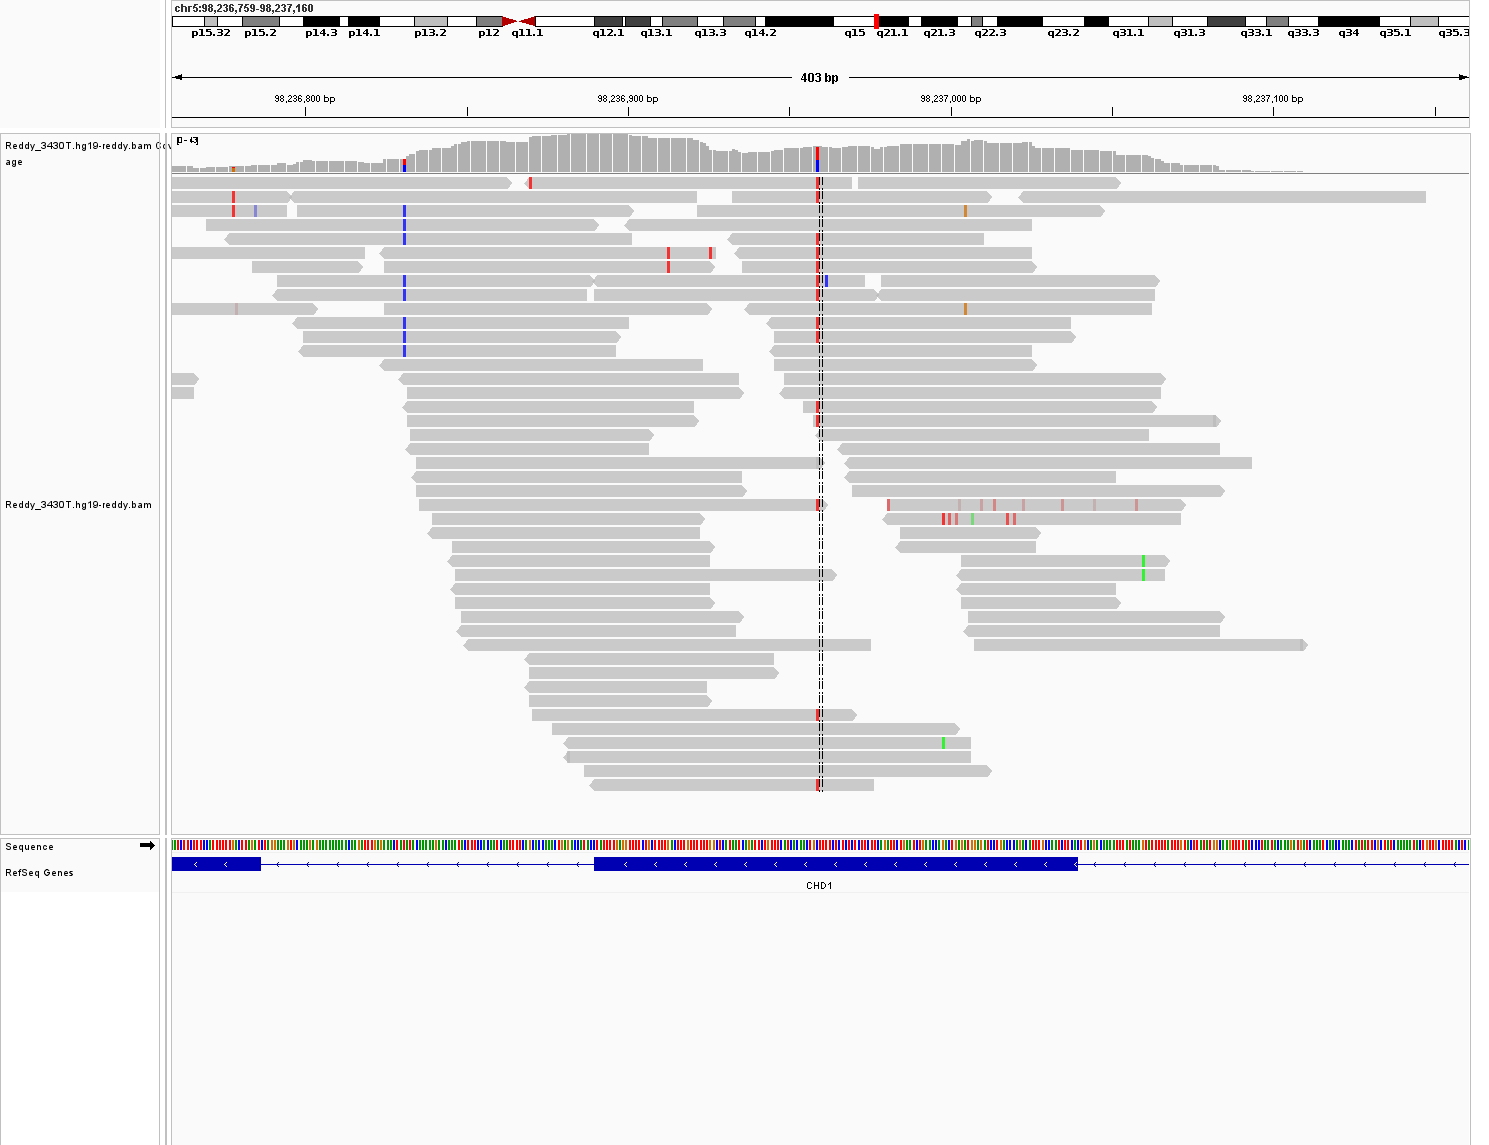 chr5:98,236,759-98,237,160
p15.32 p15.2 p14.3 p14.1 p13.2 p12 q11.1 q12.1 q13.1 q13.3 q14.2 q15 q21.1 q21.3 q22.3 q23.2 q31.1 q31.3 q33.1 q33.3 q34 q35.1 q35.3
403 bp
98,236,800 bp 98,236,900 bp 98,237,000 bp 98,237,100 bp
[0 - 43]
Reddy_3430T.hg19-reddy.bam Cov
age
Reddy_3430T.hg19-reddy.bam
Sequence
RefSeq Genes
CHD1